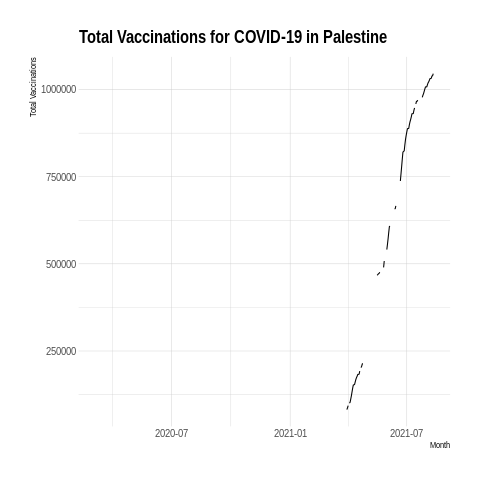 Total Vaccinations for COVID-19 in Palestine
Total Vaccinations
1000000
750000
500000
250000
2020-07
2021-01
2021-07
Month